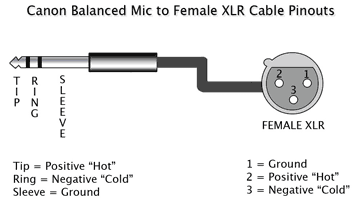 Canon Balanced Mic to Female XLR Cable Pinouts
TIP
RING
SLEEVE
2 1
3
FEMALE XLR
Tip = Positive “Hot”
Ring = Negative “Cold”
Sleeve = Ground
1 = Ground
2 = Positive “Hot”
3 = Negative “Cold”